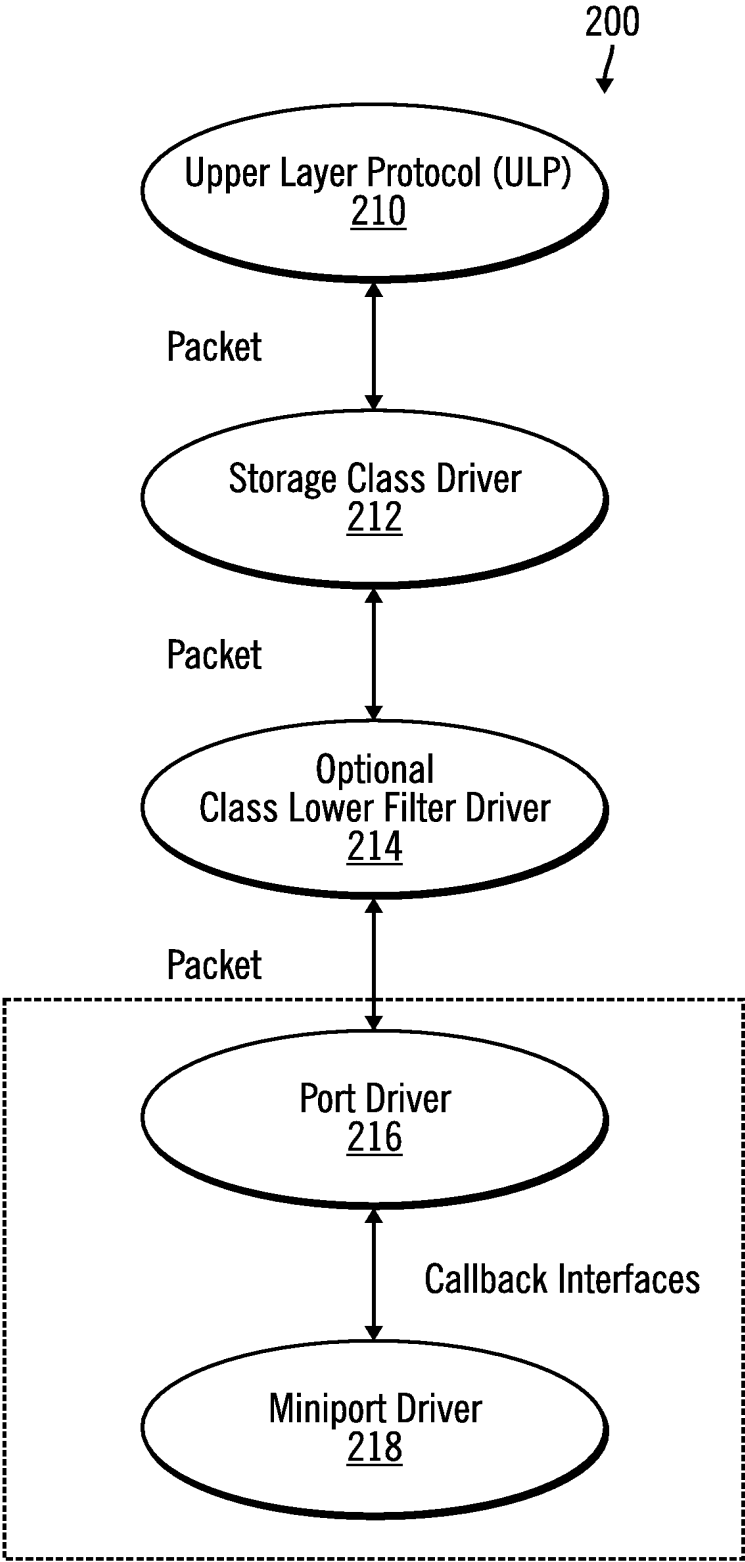 200
Upper Layer Protocol (ULP)
210
Packet
Storage Class Driver
212
Packet
Optional
Class Lower Filter Driver
214
Packet
Port Driver
216
Callback Interfaces
Miniport Driver
218